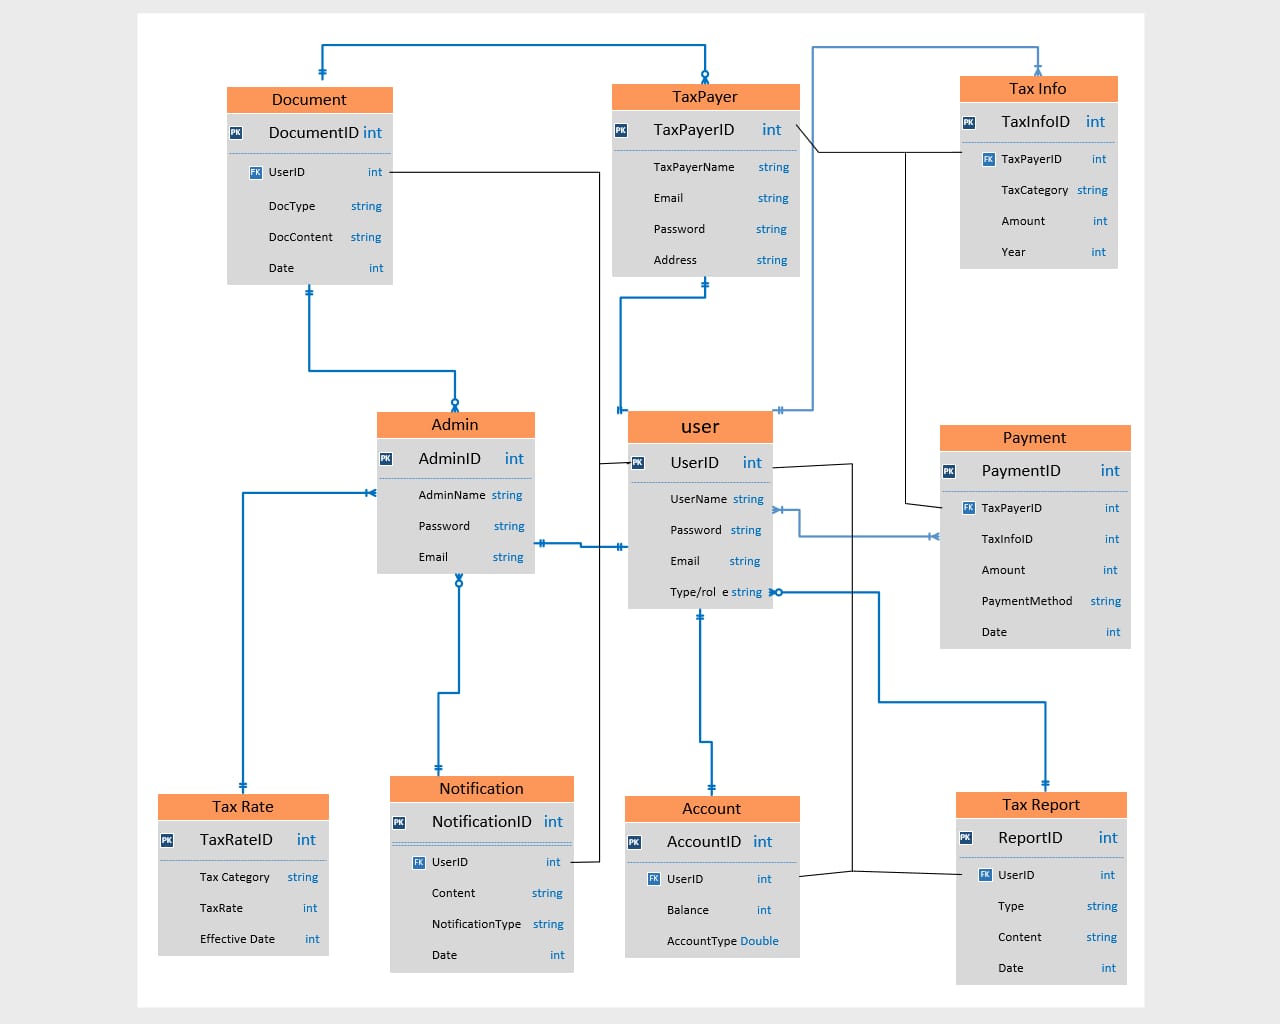 Document
PK DocumentID int
FK UserID int
DocType string
DocContent string
Date int
TaxPayer
PK TaxPayerID int
TaxPayerName string
Email string
Password string
Address string
Tax Info
PK TaxInfoID int
FK TaxPayerID int
TaxCategory string
Amount int
Year int
Admin
PK AdminID int
AdminName string
Password string
Email string
user
PK UserID int
UserName string
Password string
Email string
Type/rol e string
Payment
PK PaymentID int
FK TaxPayerID int
TaxInfoID int
Amount int
PaymentMethod string
Date int
Tax Rate
PK TaxRateID int
Tax Category string
TaxRate int
Effective Date int
Notification
PK NotificationID int
FK UserID int
Content string
NotificationType string
Date int
Account
PK AccountID int
FK UserID int
Balance int
AccountType Double
Tax Report
PK ReportID int
FK UserID int
Type string
Content string
Date int